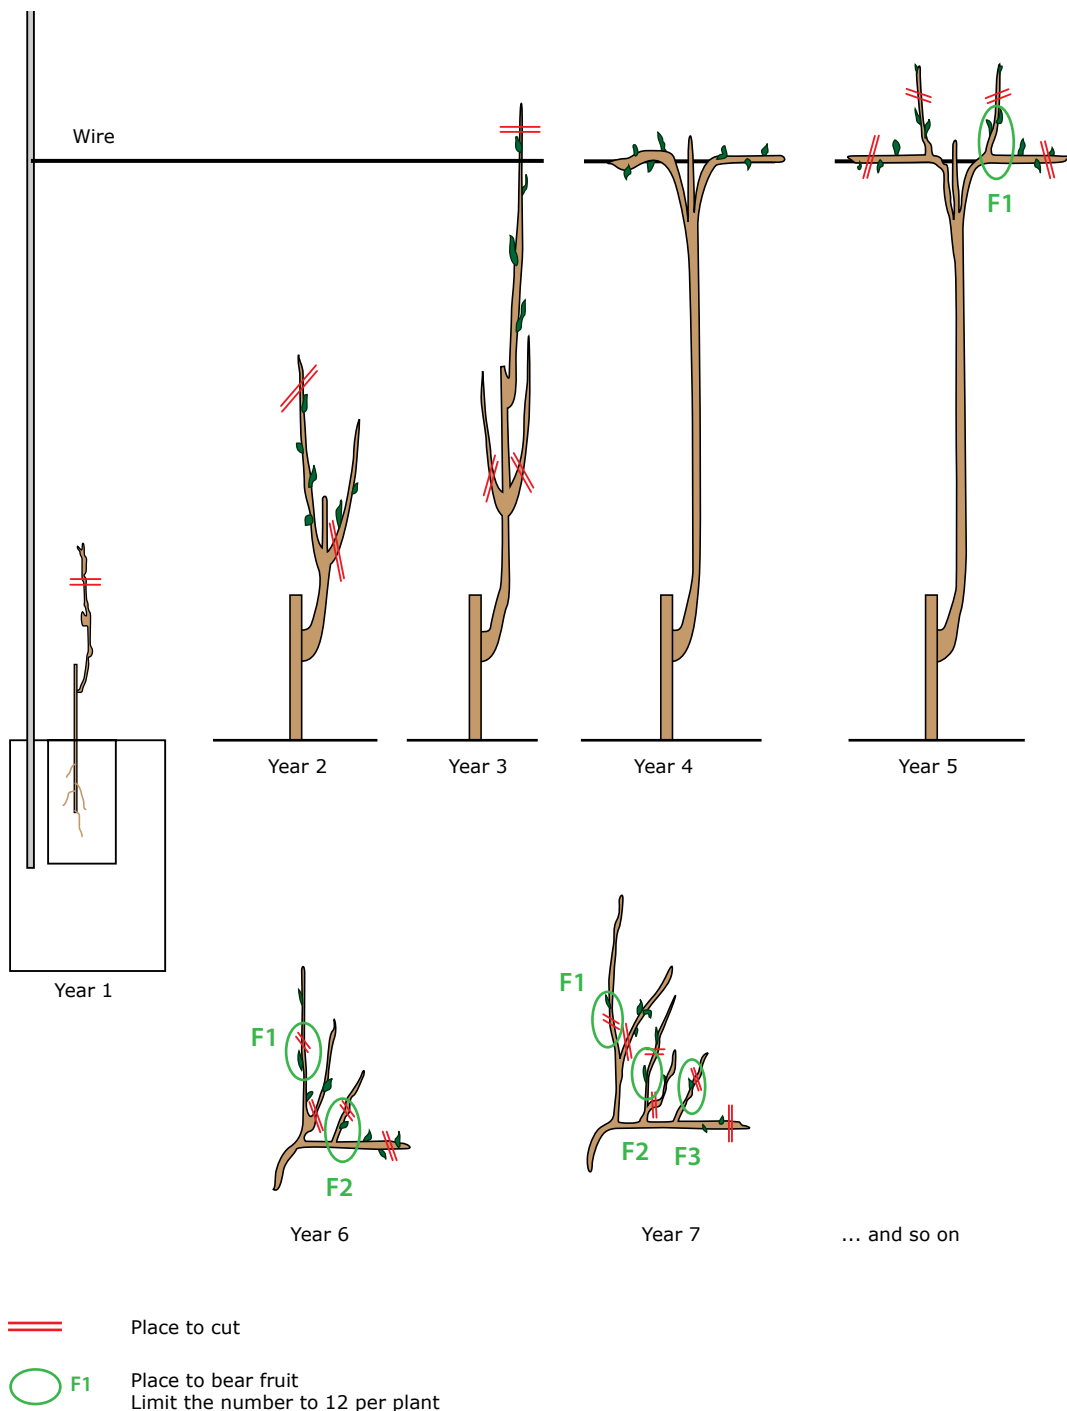 Wire
F1
Year 1
Year 2
Year 3
Year 4
Year 5
F1
F2
Year 6
F1
F2
F3
Year 7
... and so on
Place to cut
F1
Place to bear fruit
Limit the number to 12 per plant